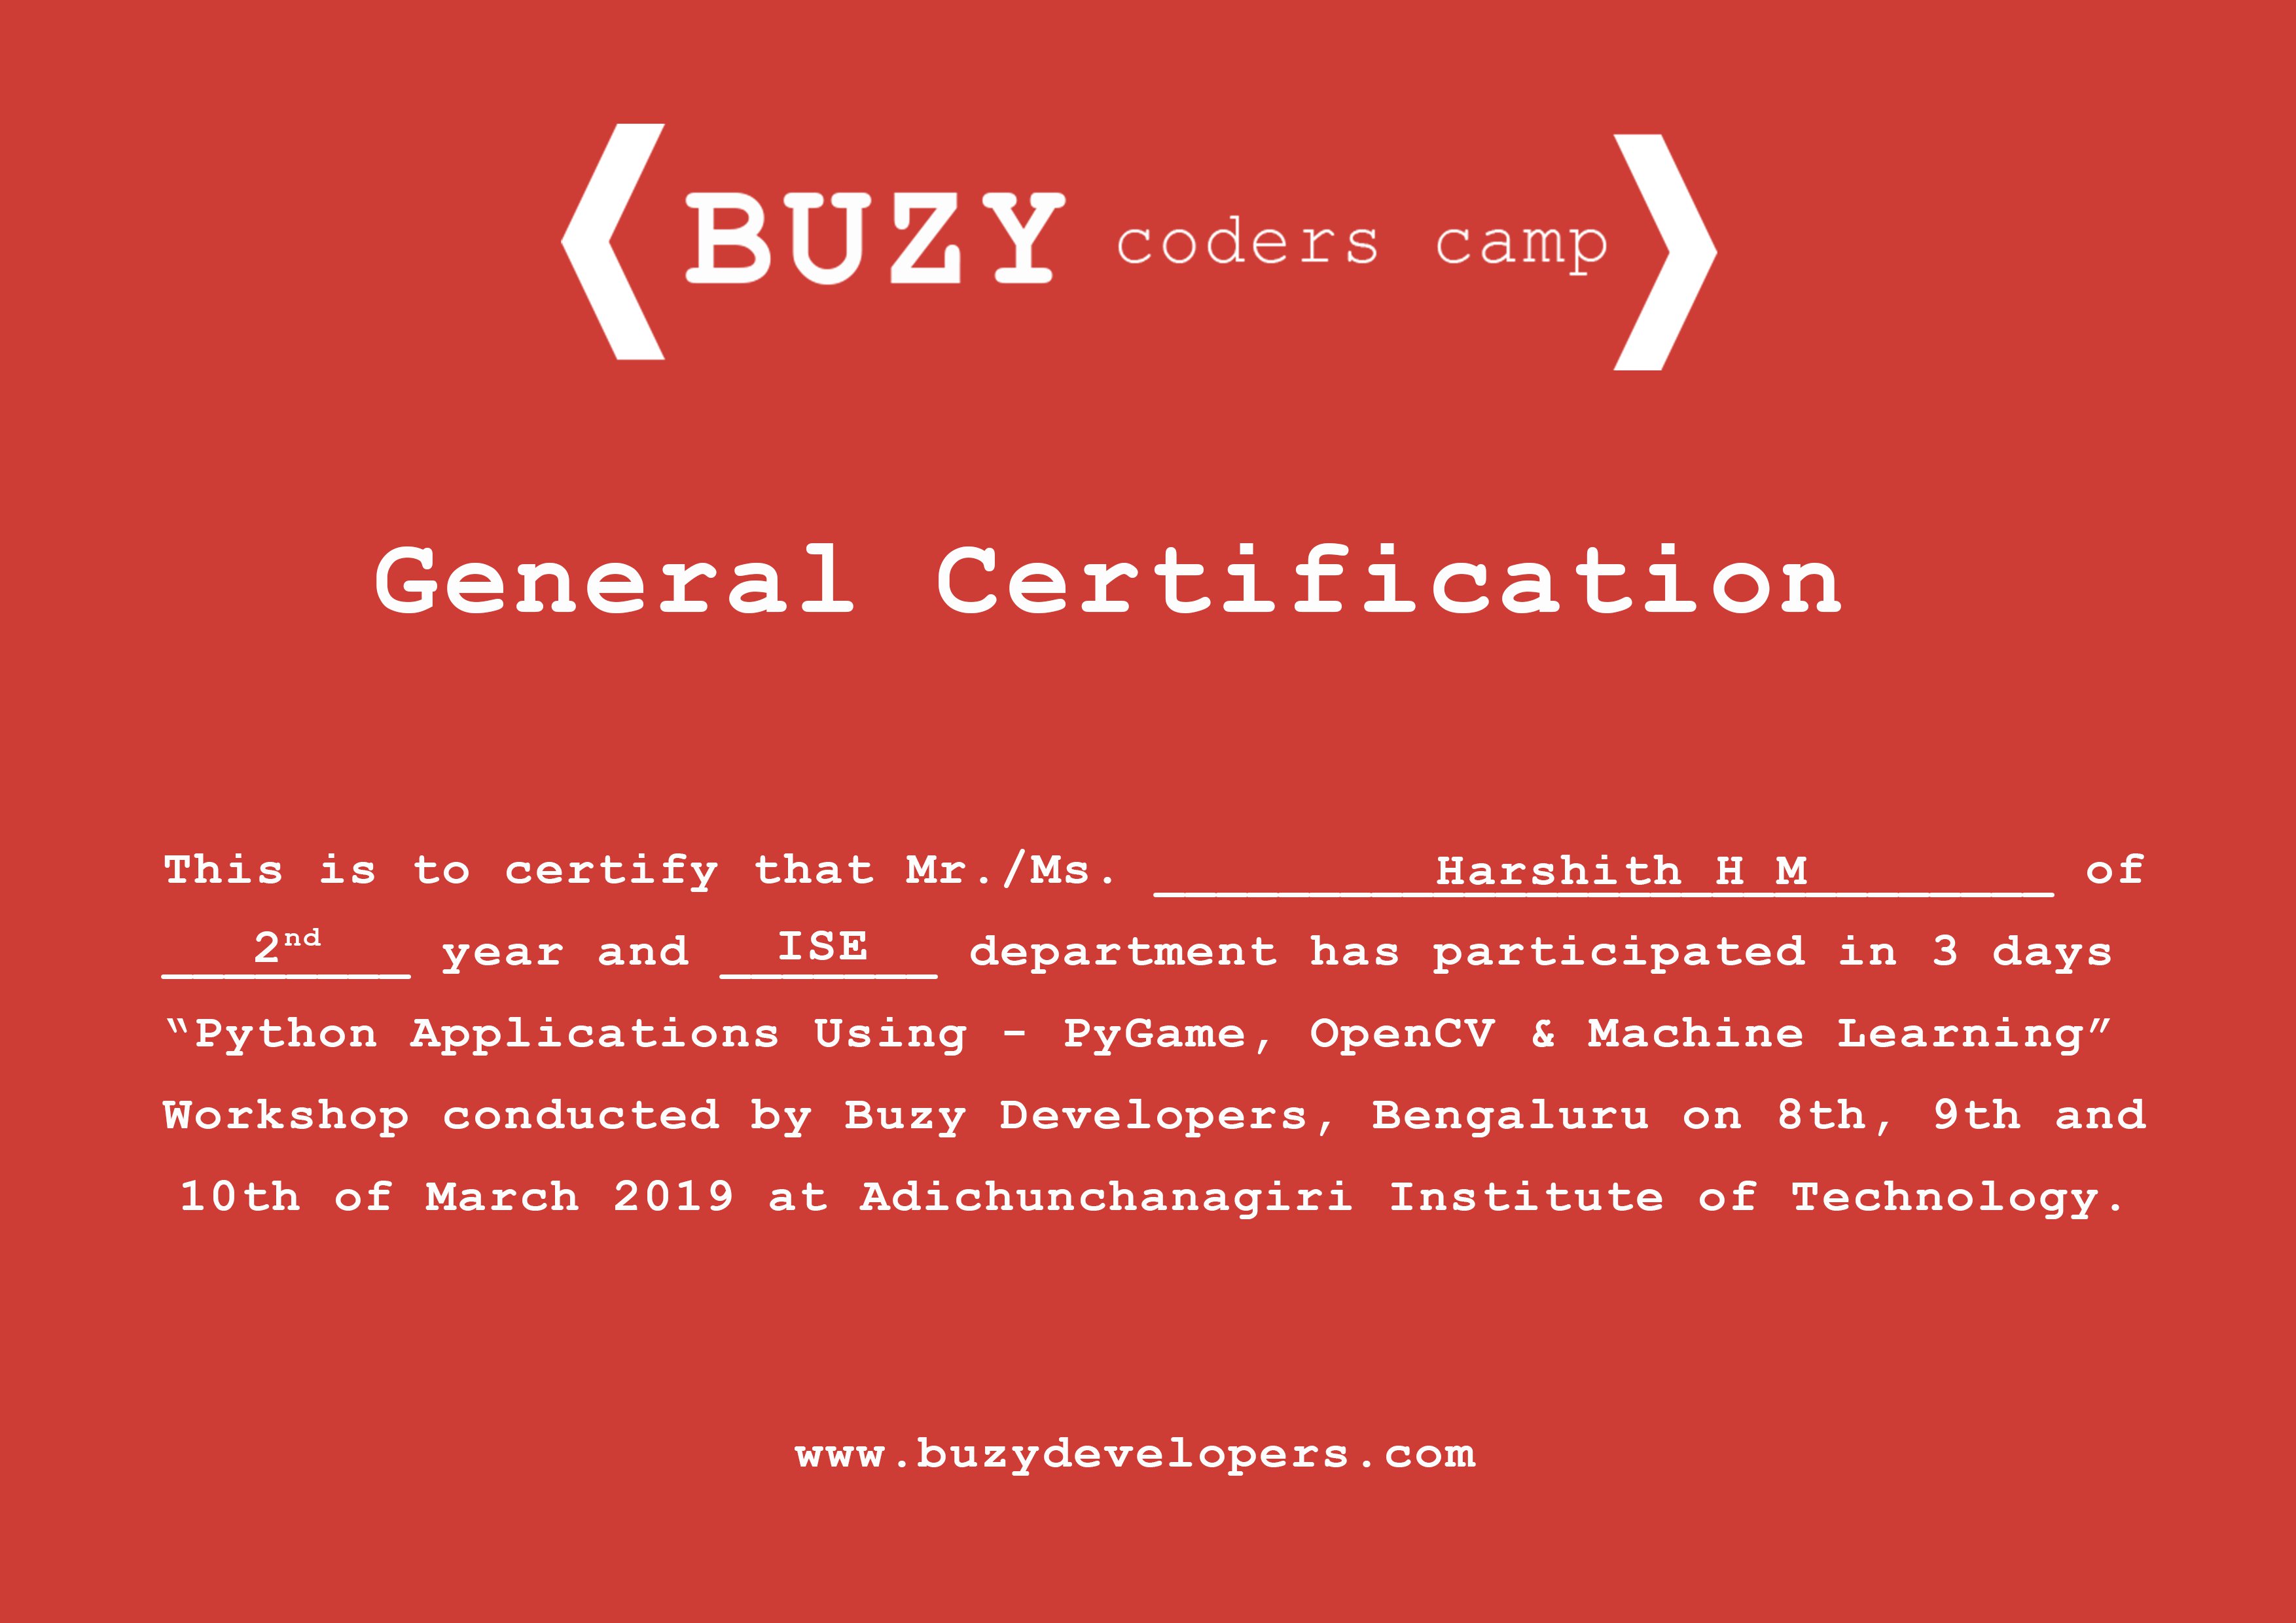 BUZY coders camp
General Certification
This is to certify that Mr./Ms. Harshith H M of
2nd year and ISE department has participated in 3 days
“Python Applications Using - PyGame, OpenCV & Machine Learning”
Workshop conducted by Buzy Developers, Bengaluru on 8th, 9th and
10th of March 2019 at Adichunchanagiri Institute of Technology.
www.buzydevelopers.com